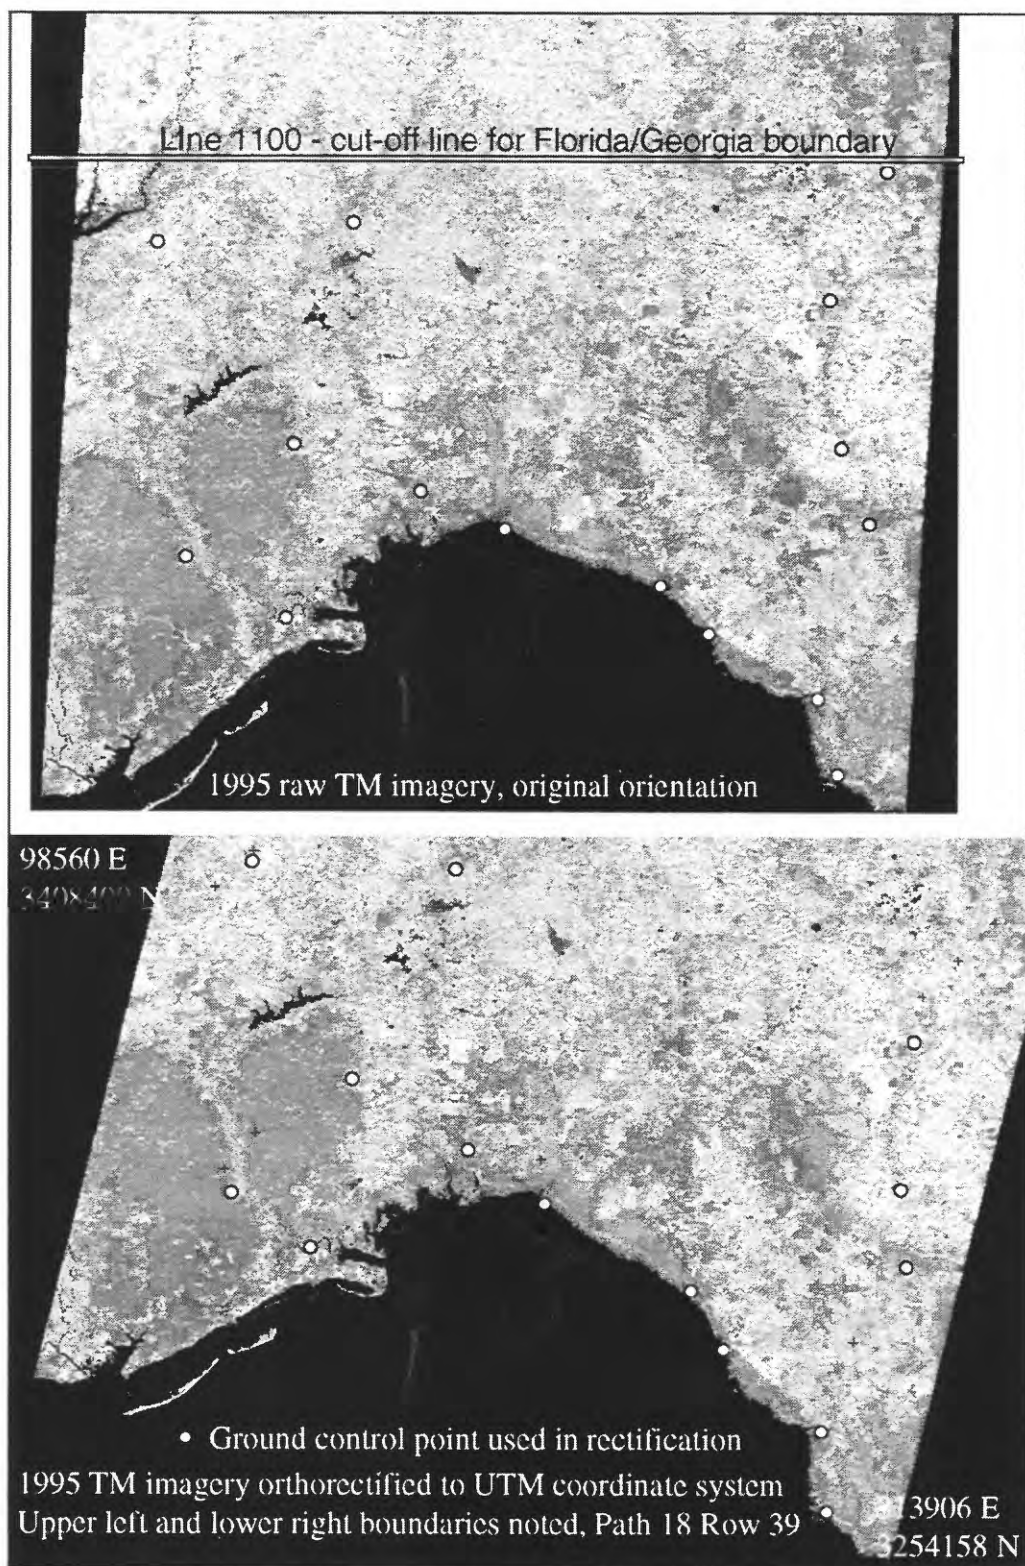 Line 1100 - cut-off line for Florida/Georgia boundary
1995 raw TM imagery, original orientation
98560 E
3408400 N
• Ground control point used in rectification
1995 TM imagery orthorectified to UTM coordinate system
Upper left and lower right boundaries noted, Path 18 Row 39
E
3254158 N